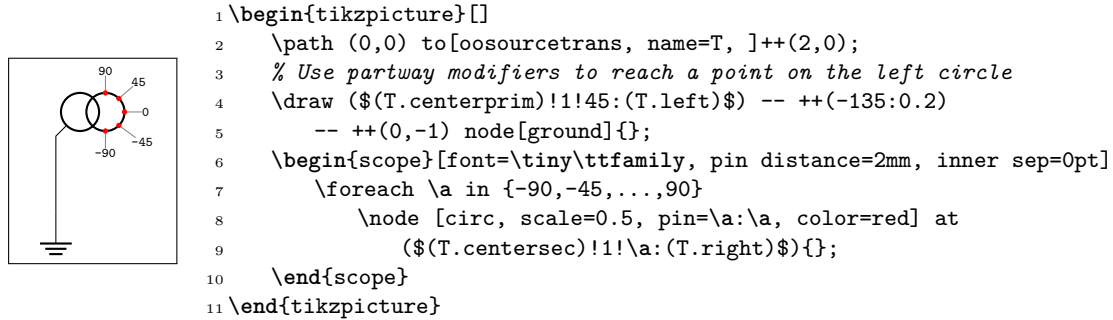 90
45
0
−45
−90
1 \begin{tikzpicture}[]
2 \path (0,0) to[oosourcetrans, name=T, ]++(2,0);
3 % Use partway modifiers to reach a point on the left circle
4 \draw ($(T.centerprim)!1!45:(T.left)$) -- ++(-135:0.2)
5 -- ++(0,-1) node[ground]{};
6 \begin{scope}[font=\tiny\ttfamily, pin distance=2mm, inner sep=0pt]
7 \foreach \a in {-90,-45,...,90}
8 \node [circ, scale=0.5, pin=\a:\a, color=red] at
9 ($(T.centersec)!1!\a:(T.right)$){};
10 \end{scope}
11 \end{tikzpicture}